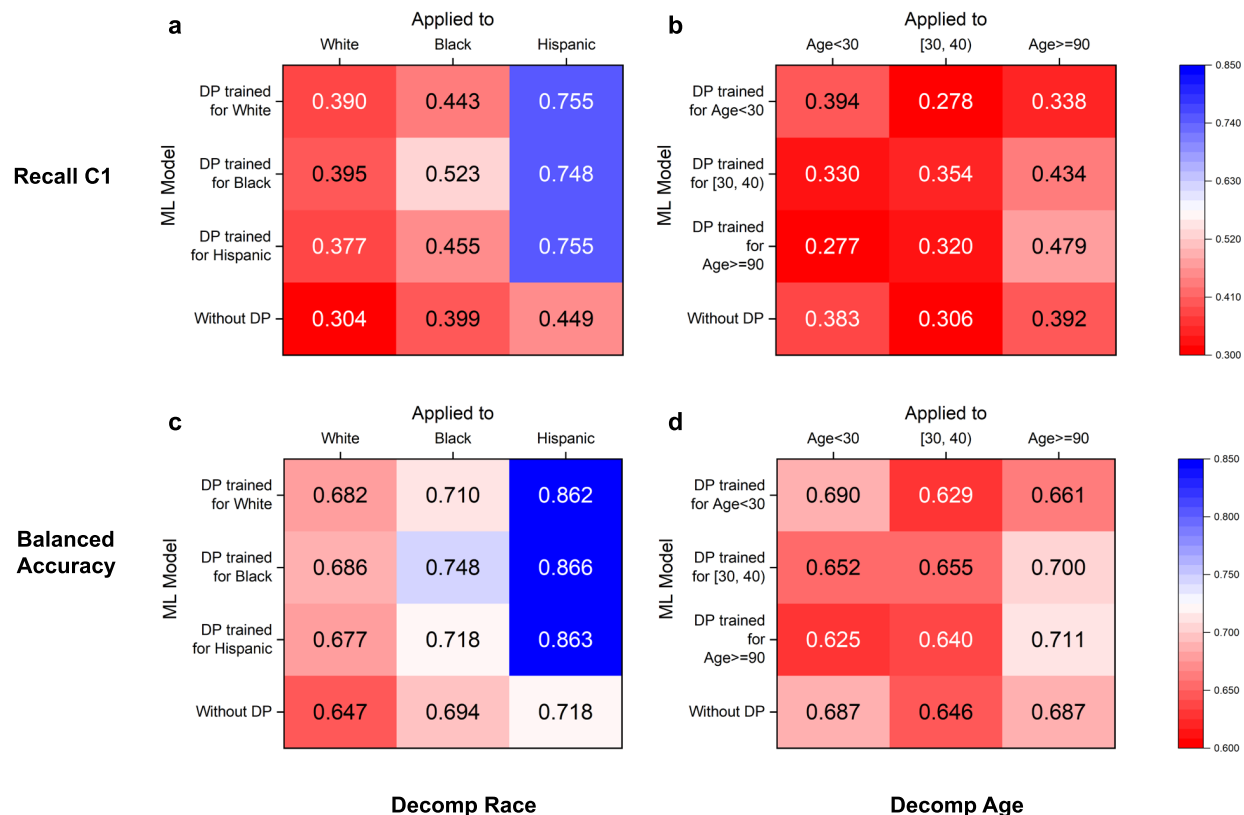 a
Applied to
White Black Hispanic
Recall C1
ML Model
DP trained
for White
0.390 0.443 0.755
DP trained
for Black
0.395 0.523 0.748
DP trained
for Hispanic
0.377 0.455 0.755
Without DP
0.304 0.399 0.449
b
Applied to
Age<30 [30, 40) Age>=90
DP trained
for Age<30
0.394 0.278 0.338
DP trained
for [30, 40)
0.330 0.354 0.434
DP trained
for
Age>=90
0.277 0.320 0.479
Without DP
0.383 0.306 0.392
0.850
0.740
0.630
0.520
0.410
0.300
c
Applied to
White Black Hispanic
Balanced
Accuracy
ML Model
DP trained
for White
0.682 0.710 0.862
DP trained
for Black
0.686 0.748 0.866
DP trained
for Hispanic
0.677 0.718 0.863
Without DP
0.647 0.694 0.718
d
Applied to
Age<30 [30, 40) Age>=90
DP trained
for Age<30
0.690 0.629 0.661
DP trained
for [30, 40)
0.652 0.655 0.700
DP trained
for
Age>=90
0.625 0.640 0.711
Without DP
0.687 0.646 0.687
0.850
0.800
0.750
0.700
0.650
0.600
Decomp Race
Decomp Age